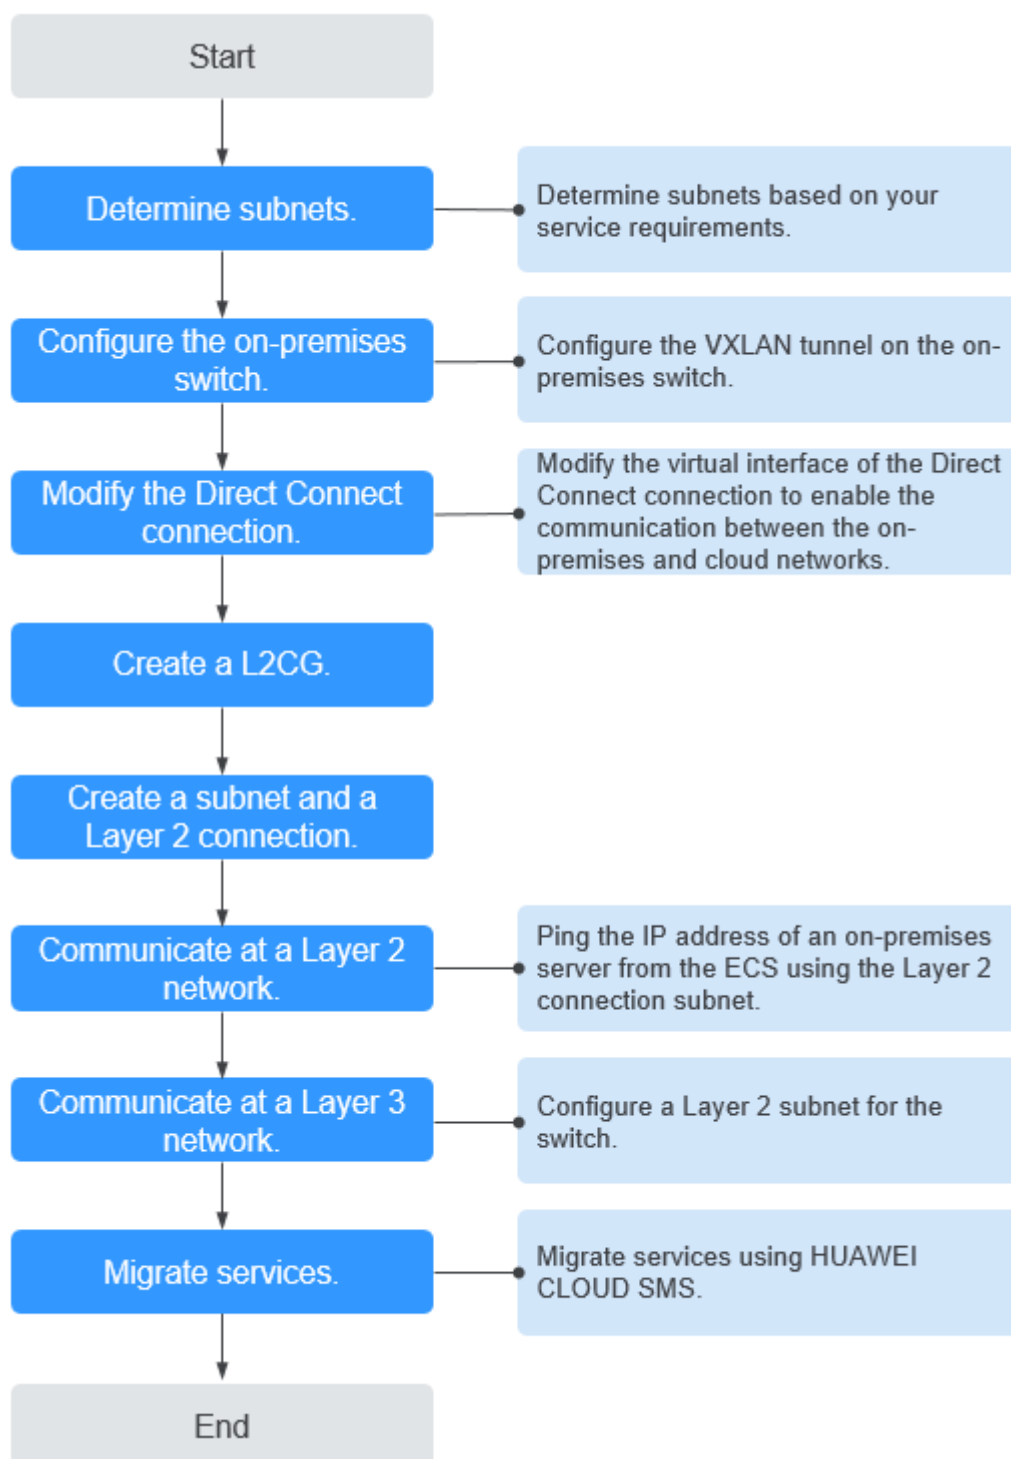 Start
Determine subnets.
Determine subnets based on your
service requirements.
Configure the on-premises
switch.
Configure the VXLAN tunnel on the on-
premises switch.
Modify the Direct Connect
connection.
Modify the virtual interface of the Direct
Connect connection to enable the
communication between the on-
premises and cloud networks.
Create a L2CG.
Create a subnet and a
Layer 2 connection.
Communicate at a Layer 2
network.
Ping the IP address of an on-premises
server from the ECS using the Layer 2
connection subnet.
Communicate at a Layer 3
network.
Configure a Layer 2 subnet for the
switch.
Migrate services.
Migrate services using HUAWEI
CLOUD SMS.
End